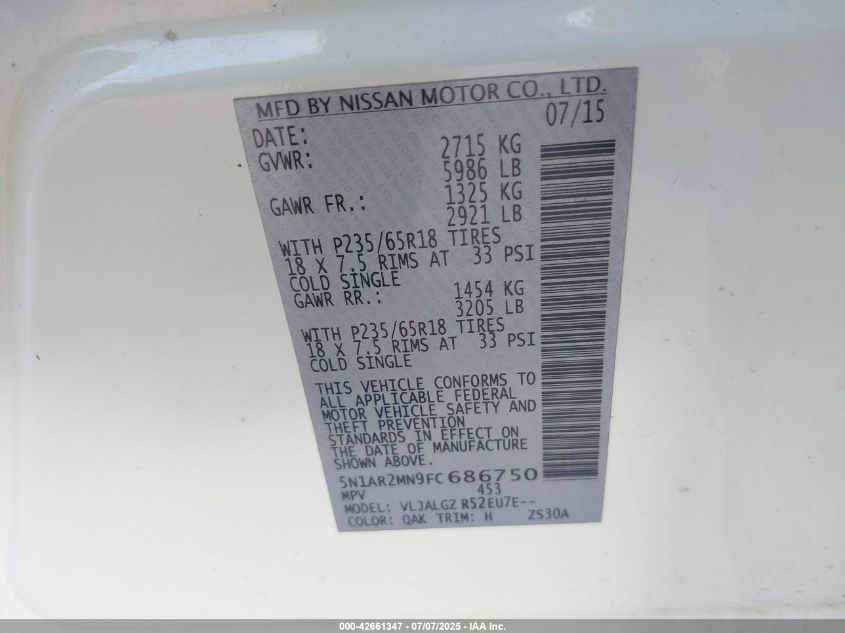 MFD BY NISSAN MOTOR CO., LTD.
DATE: 07/15
GVWR: 2715 KG
5986 LB
GAWR FR.: 1325 KG
2921 LB
WITH P235/65R18 TIRES
18 X 7.5 RIMS AT 33 PSI
COLD SINGLE
GAWR RR.: 1454 KG
3205 LB
WITH P235/65R18 TIRES
18 X 7.5 RIMS AT 33 PSI
COLD SINGLE
THIS VEHICLE CONFORMS TO
ALL APPLICABLE FEDERAL
MOTOR VEHICLE SAFETY AND
THEFT PREVENTION
STANDARDS IN EFFECT ON
THE DATE OF MANUFACTURE
SHOWN ABOVE.
5N1AR2MN9FC686750
MPV 453
MODEL: VLJALGZ R52EU7E--
COLOR: QAK TRIM: H ZS30A
000-42661347 - 07/07/2025 - IAA Inc.